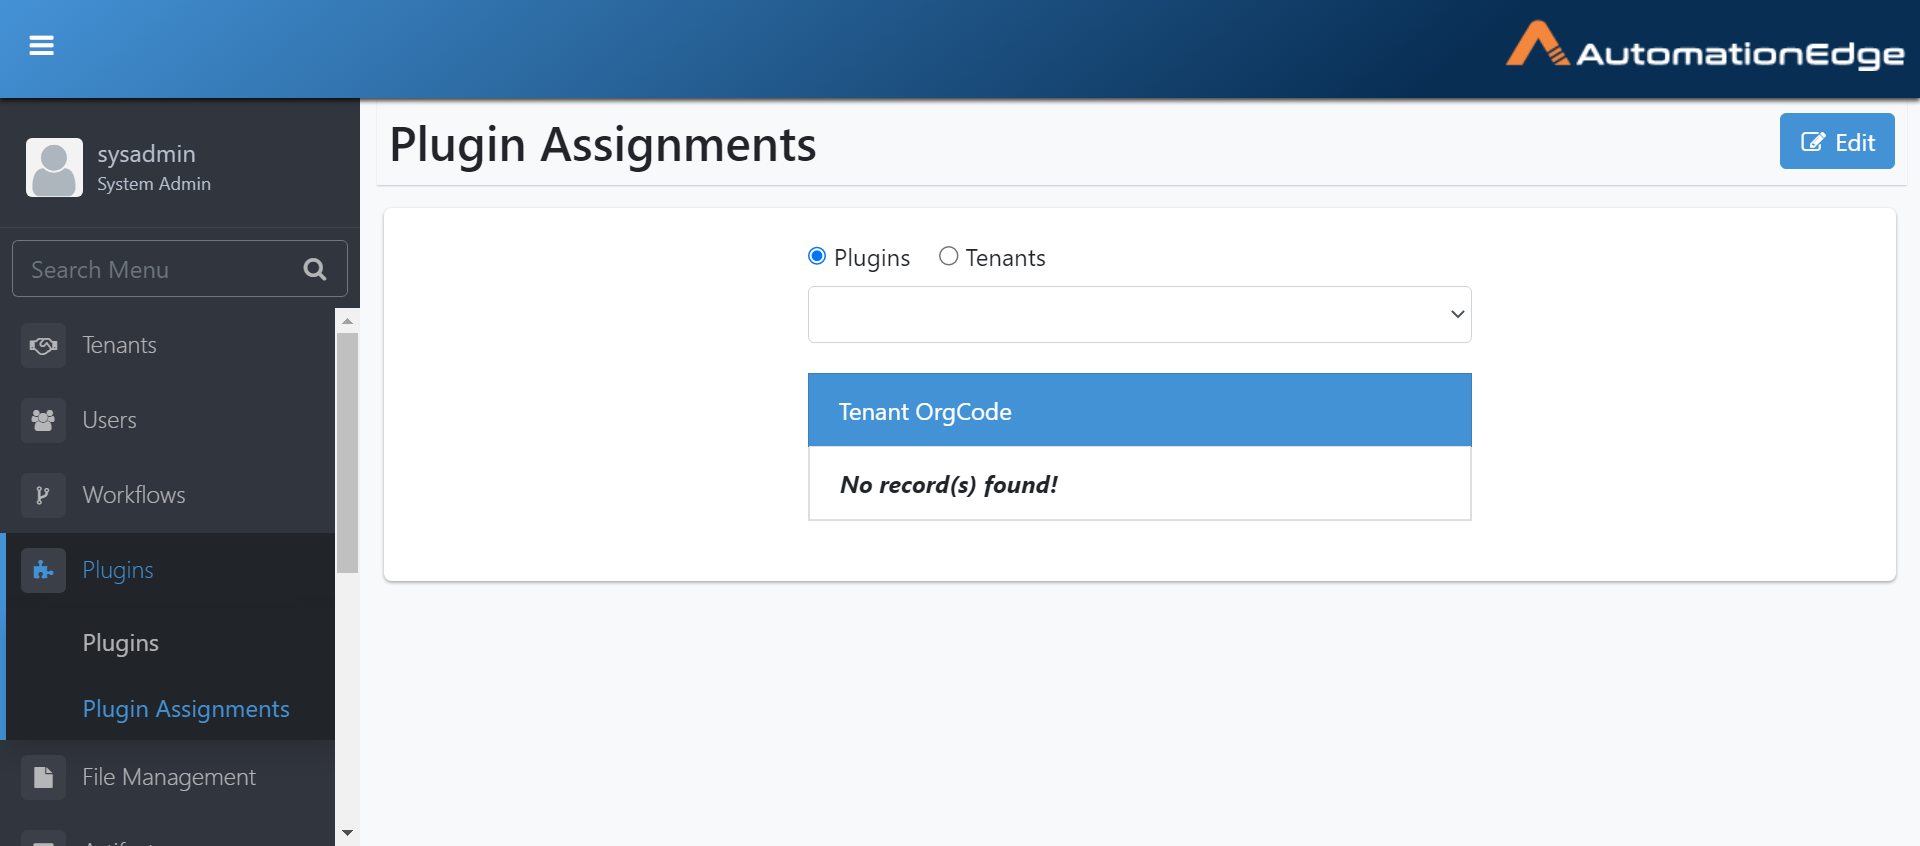 AutomationEdge
sysadmin
System Admin
Search Menu
Tenants
Users
Workflows
Plugins
Plugins
Plugin Assignments
File Management
Plugin Assignments
Edit
Plugins Tenants
Tenant OrgCode
No record(s) found!